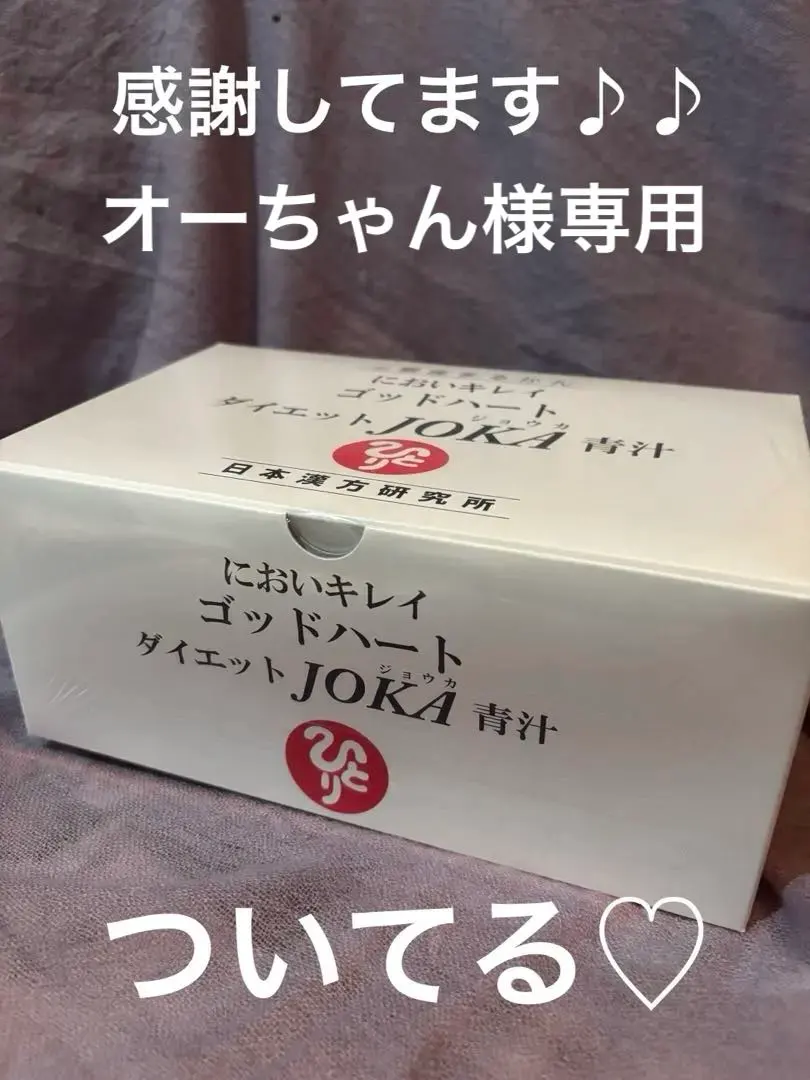 感謝してます♪♪
オーちゃん様専用
においキレイ
ゴッドハート
ジョウカ
ダイエットJOKA 青汁
ひとり
日本漢方研究所
においキレイ
ゴッドハート
ジョウカ
ダイエットJOKA 青汁
ひとり
ついてる♡